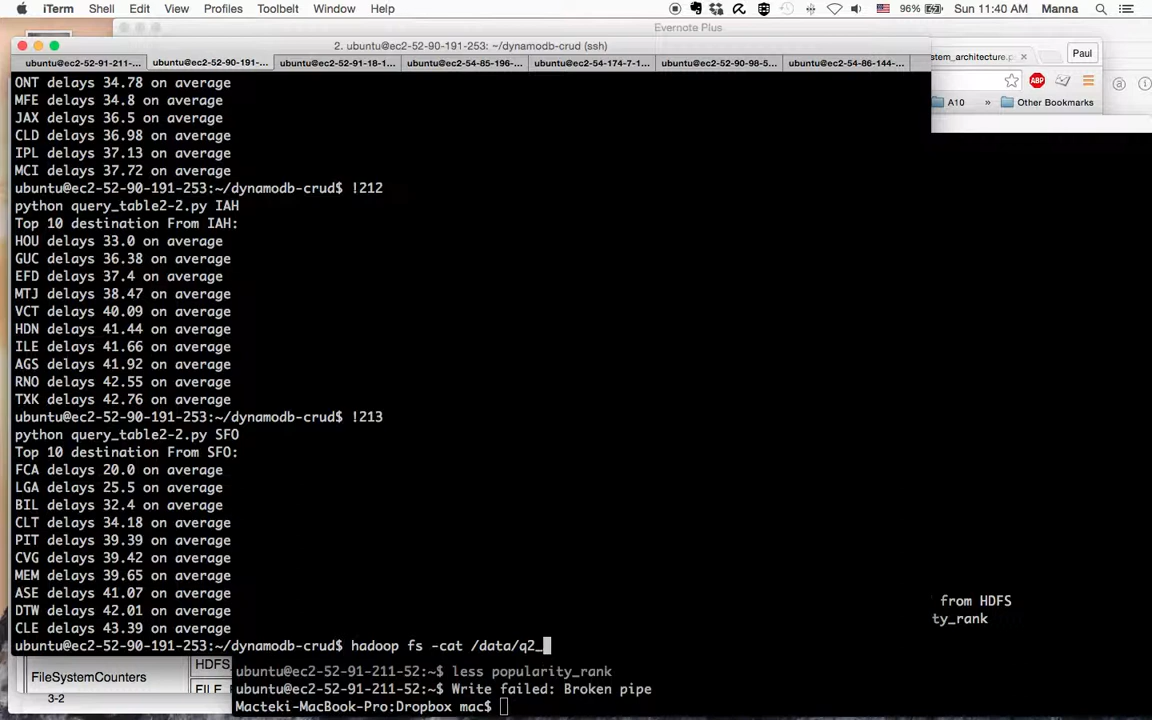 iTerm Shell Edit View Profiles Toolbelt Window Help 96% Sun 11:40 AM Manna
Evernote Plus
2. ubuntu@ec2-52-90-191-253: ~/dynamodb-crud (ssh)
ubuntu@ec2-52-91-211-... ubuntu@ec2-52-90-191-... ubuntu@ec2-52-91-18-1... ubuntu@ec2-54-85-196-... ubuntu@ec2-54-174-7-1... ubuntu@ec2-52-90-98-5... ubuntu@ec2-54-86-144-... stem_architecture.p Paul
ABP
A10 » Other Bookmarks
ONT delays 34.78 on average
MFE delays 34.8 on average
JAX delays 36.5 on average
CLD delays 36.98 on average
IPL delays 37.13 on average
MCI delays 37.72 on average
ubuntu@ec2-52-90-191-253:~/dynamodb-crud$ !212
python query_table2-2.py IAH
Top 10 destination From IAH:
HOU delays 33.0 on average
GUC delays 36.38 on average
EFD delays 37.4 on average
MTJ delays 38.47 on average
VCT delays 40.09 on average
HDN delays 41.44 on average
ILE delays 41.66 on average
AGS delays 41.92 on average
RNO delays 42.55 on average
TXK delays 42.76 on average
ubuntu@ec2-52-90-191-253:~/dynamodb-crud$ !213
python query_table2-2.py SFO
Top 10 destination From SFO:
FCA delays 20.0 on average
LGA delays 25.5 on average
BIL delays 32.4 on average
CLT delays 34.18 on average
PIT delays 39.39 on average
CVG delays 39.42 on average
MEM delays 39.65 on average
ASE delays 41.07 on average
DTW delays 42.01 on average
CLE delays 43.39 on average
ubuntu@ec2-52-90-191-253:~/dynamodb-crud$ hadoop fs -cat /data/q2_
from HDFS
ty_rank
HDFS
FileSystemCounters
FILE
3-2
ubuntu@ec2-52-91-211-52:~$ less popularity_rank
ubuntu@ec2-52-91-211-52:~$ Write failed: Broken pipe
Macteki-MacBook-Pro:Dropbox mac$